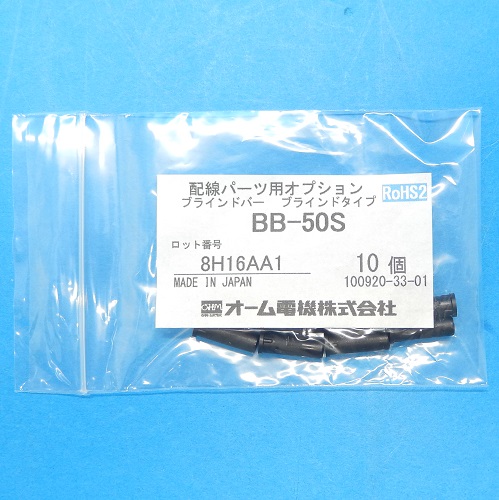 配線パーツ用オプション
RoHS2
ブラインドバー ブラインドタイプ
BB-50S
ロット番号
8H16AA1 10 個
MADE IN JAPAN 100920-33-01
OHM オーム電機株式会社